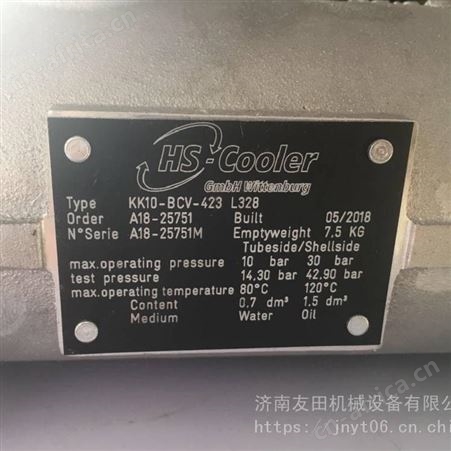 HS-Cooler
GmbH Wittenburg
Type KK10-BCV-423 L328
Order A18-25751 Built 05/2018
N°Serie A18-25751M Emptyweight 7.5 KG
Tubeside/Shellside
max.operating pressure 10 bar 30 bar
test pressure 14,30 bar 42,90 bar
max.operating temperature 80°C 120°C
Content 0.7 dm³ 1.5 dm³
Medium Water Oil
济南友田机械设备有限公
https://jnyt06.cn.chi